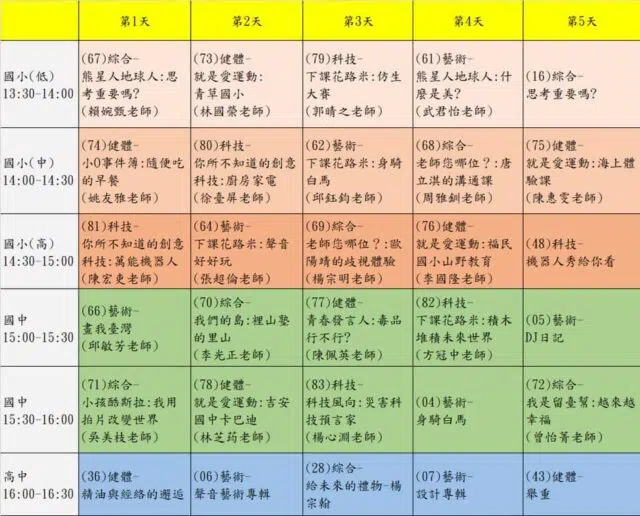 第1天
第2天
第3天
第4天
第5天
國小(低)
13:30-14:00
(67)綜合-
熊星人地球人:思
考重要嗎?
(賴婉甄老師)
(73)健體-
就是愛運動:
青草國小
(林國榮老師)
(79)科技-
下課花路米:仿生
大賽
(郭晴之老師)
(61)藝術-
熊星人地球人:什
麼是美?
(武君怡老師)
(16)綜合-
思考重要嗎?
國小(中)
14:00-14:30
(74)健體-
小O事件簿:隨便吃
的早餐
(姚友雅老師)
(80)科技-
你所不知道的創意
科技:廚房家電
(徐臺屏老師)
(62)藝術-
下課花路米:身騎
白馬
(邱鈺鈞老師)
(68)綜合-
老師您哪位?:唐
立淇的溝通課
(周雅釧老師)
(75)健體-
就是愛運動:海上體
驗課
(陳惠雯老師)
國小(高)
14:30-15:00
(81)科技-
你所不知道的創意
科技:萬能機器人
(陳宏吏老師)
(64)藝術-
下課花路米:聲音
好好玩
(張超倫老師)
(69)綜合-
老師您哪位?:歐
陽靖的歧視體驗
(楊宗明老師)
(76)健體-
就是愛運動:福民
國小山野教育
(李國隆老師)
(48)科技-
機器人秀給你看
國中
15:00-15:30
(66)藝術-
畫我臺灣
(邱敏芳老師)
(70)綜合-
我們的島:裡山塾
的里山
(李光正老師)
(77)健體-
青春發言人:毒品
行不行?
(陳佩英老師)
(82)科技-
下課花路米:積木
堆積未來世界
(方冠中老師)
(05)藝術-
DJ日記
國中
15:30-16:00
(71)綜合-
小孩酷斯拉:我用
拍片改變世界
(吳美枝老師)
(78)健體-
就是愛運動:吉安
國中卡巴迪
(林芝荺老師)
(83)科技-
科技風向:災害科
技預言家
(楊心淵老師)
(04)藝術-
身騎白馬
(72)綜合-
我是留臺幫:越來越
幸福
(曾怡菁老師)
高中
16:00-16:30
(36)健體-
精油與經絡的邂逅
(06)藝術-
聲音藝術專輯
(28)綜合-
給未來的禮物-楊
宗翰
(07)藝術-
設計專輯
(43)健體-
舉重